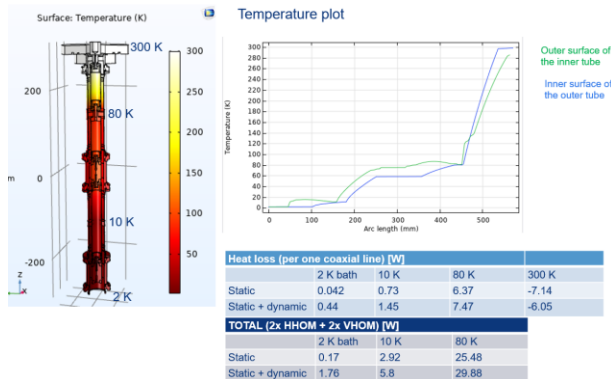 Surface: Temperature (K)
Temperature plot
300 K
80 K
10 K
2 K
200
0
-200
m
z
x
300
250
200
150
100
50
300
280
260
240
220
200
180
160
140
120
100
80
60
40
20
0
Temperature (K)
0 100 200 300 400 500
Arc length (mm)
Outer surface of
the inner tube
Inner surface of
the outer tube
Heat loss (per one coaxial line) [W]
2 K bath 10 K 80 K 300 K
Static 0.042 0.73 6.37 -7.14
Static + dynamic 0.44 1.45 7.47 -6.05
TOTAL (2x HHOM + 2x VHOM) [W]
2 K bath 10 K 80 K
Static 0.17 2.92 25.48
Static + dynamic 1.76 5.8 29.88